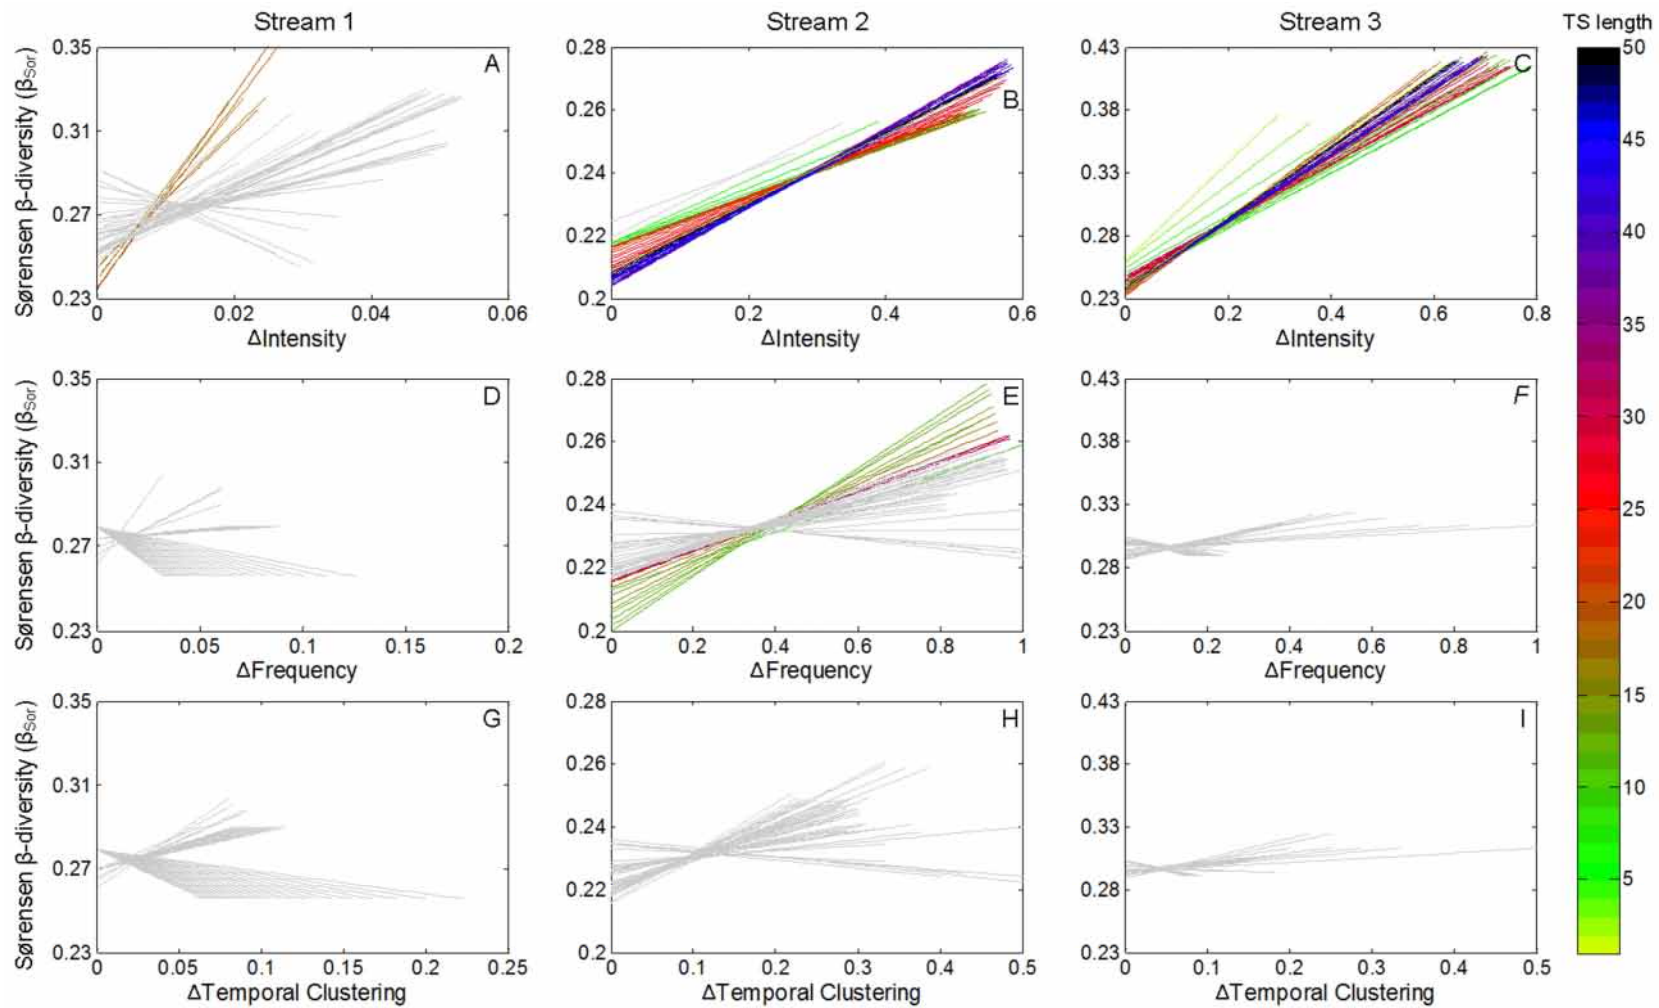 Stream 1 Stream 2 Stream 3 TS length
Sørensen β-diversity (βSor)
0.35
0.31
0.27
0.23
A
0 0.02 0.04 0.06
ΔIntensity
0.28
0.26
0.24
0.22
0.2
B
0 0.2 0.4 0.6
ΔIntensity
0.43
0.38
0.33
0.28
0.23
C
0 0.2 0.4 0.6 0.8
ΔIntensity
Sørensen β-diversity (βSor)
0.35
0.31
0.27
0.23
D
0 0.05 0.1 0.15 0.2
ΔFrequency
0.28
0.26
0.24
0.22
0.2
E
0 0.2 0.4 0.6 0.8 1
ΔFrequency
0.43
0.38
0.33
0.28
0.23
F
0 0.2 0.4 0.6 0.8 1
ΔFrequency
Sørensen β-diversity (βSor)
0.35
0.31
0.27
0.23
G
0 0.05 0.1 0.15 0.2 0.25
ΔTemporal Clustering
0.28
0.26
0.24
0.22
0.2
H
0 0.1 0.2 0.3 0.4 0.5
ΔTemporal Clustering
0.43
0.38
0.33
0.28
0.23
I
0 0.1 0.2 0.3 0.4 0.5
ΔTemporal Clustering
50
45
40
35
30
25
20
15
10
5